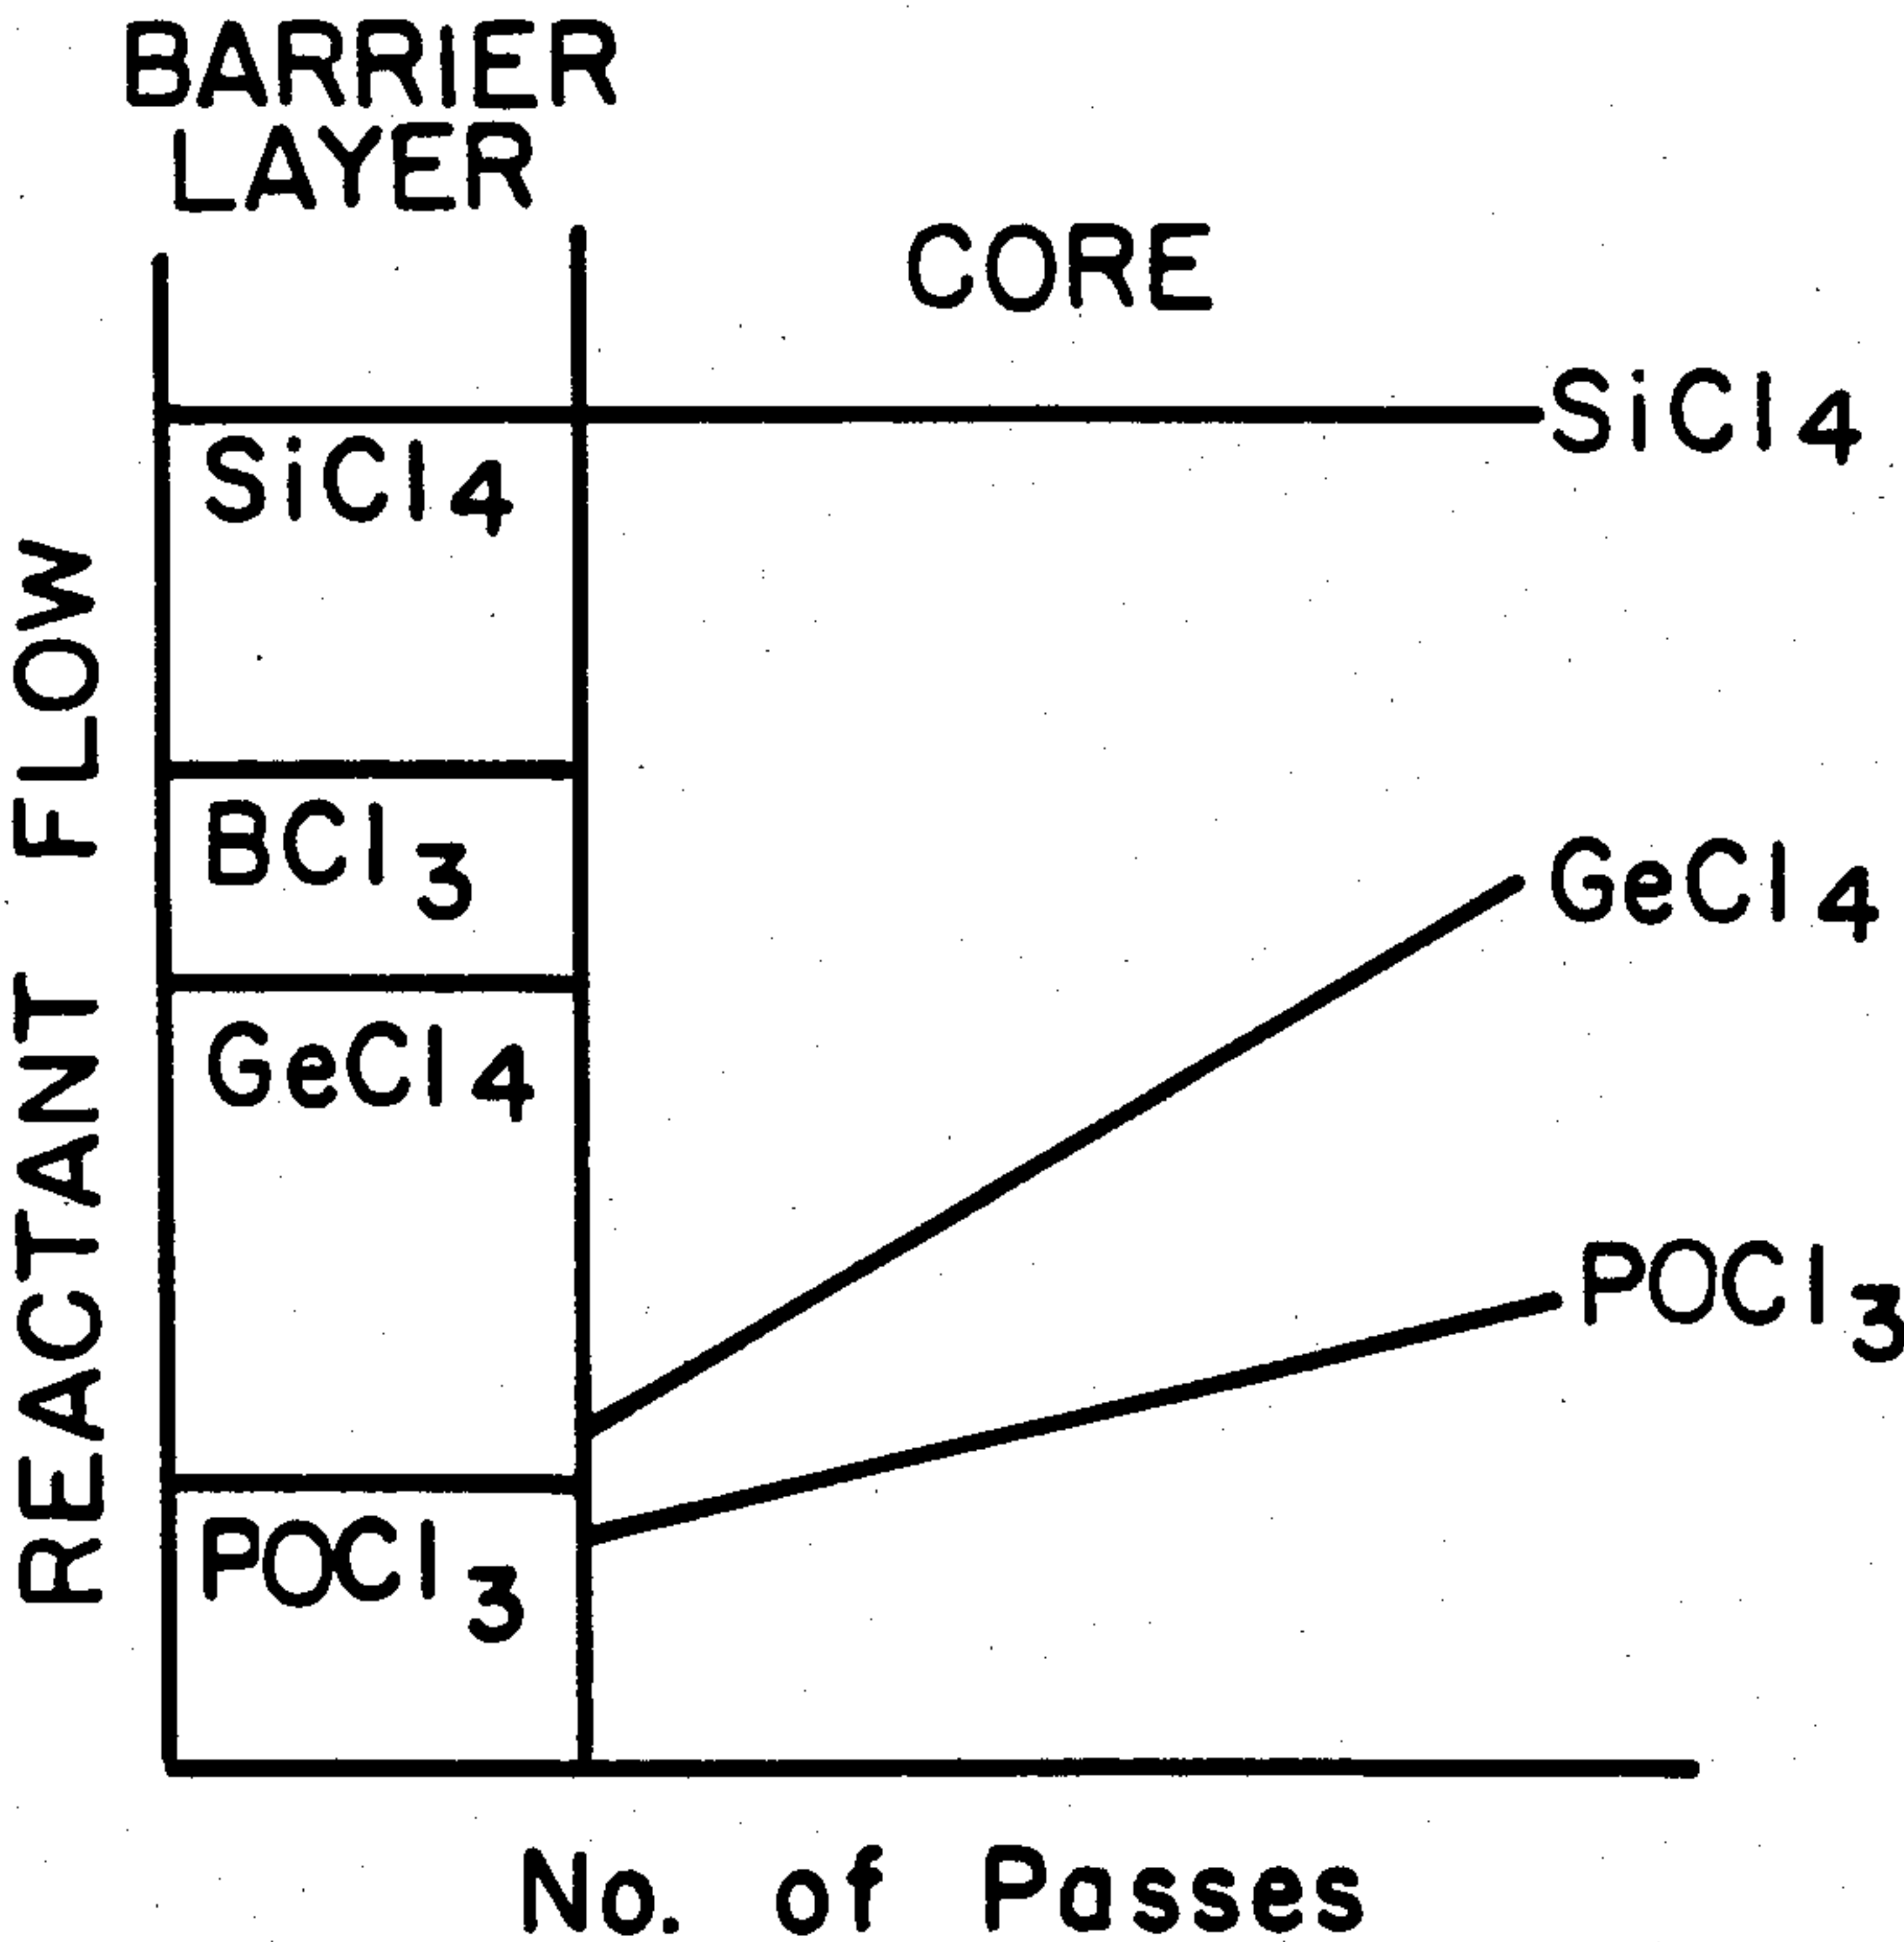 BARRIER
LAYER
CORE
SiCl4
SiCl4
BCl3
GeCl4
GeCl4
POCl3
POCl3
REACTANT FLOW
No. of Passes